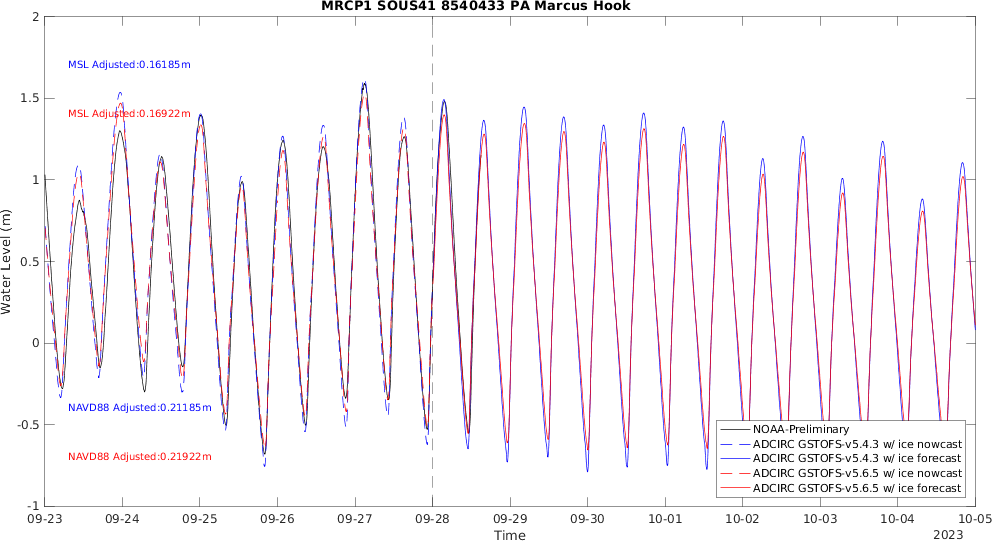 MRCP1 SOUS41 8540433 PA Marcus Hook
2
1.5
1
0.5
0
-0.5
-1
Water Level (m)
MSL Adjusted:0.16185m
MSL Adjusted:0.16922m
NAVD88 Adjusted:0.21185m
NAVD88 Adjusted:0.21922m
NOAA-Preliminary
ADCIRC GSTOFS-v5.4.3 w/ ice nowcast
ADCIRC GSTOFS-v5.4.3 w/ ice forecast
ADCIRC GSTOFS-v5.6.5 w/ ice nowcast
ADCIRC GSTOFS-v5.6.5 w/ ice forecast
09-23 09-24 09-25 09-26 09-27 09-28 09-29 09-30 10-01 10-02 10-03 10-04 10-05
Time
2023